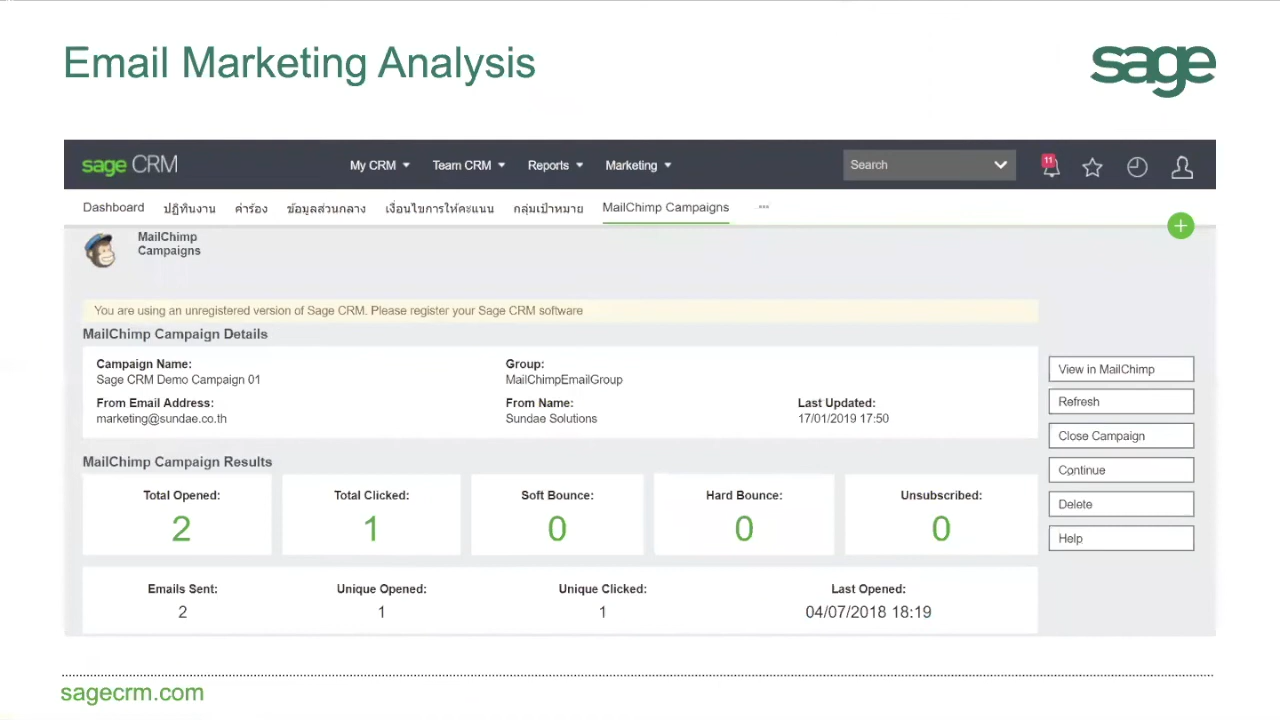 Email Marketing Analysis
sage
sage CRM
My CRM Team CRM Reports Marketing
Search
11
Dashboard ปฏิทินงาน คำร้อง ข้อมูลส่วนกลาง เงื่อนไขการให้คะแนน กลุ่มเป้าหมาย MailChimp Campaigns ...
MailChimp
Campaigns
You are using an unregistered version of Sage CRM. Please register your Sage CRM software
MailChimp Campaign Details
Campaign Name: Group:
Sage CRM Demo Campaign 01 MailChimpEmailGroup
From Email Address: From Name: Last Updated:
marketing@sundae.co.th Sundae Solutions 17/01/2019 17:50
View in MailChimp
Refresh
Close Campaign
Continue
Delete
Help
MailChimp Campaign Results
Total Opened: Total Clicked: Soft Bounce: Hard Bounce: Unsubscribed:
2 1 0 0 0
Emails Sent: Unique Opened: Unique Clicked: Last Opened:
2 1 1 04/07/2018 18:19
sagecrm.com